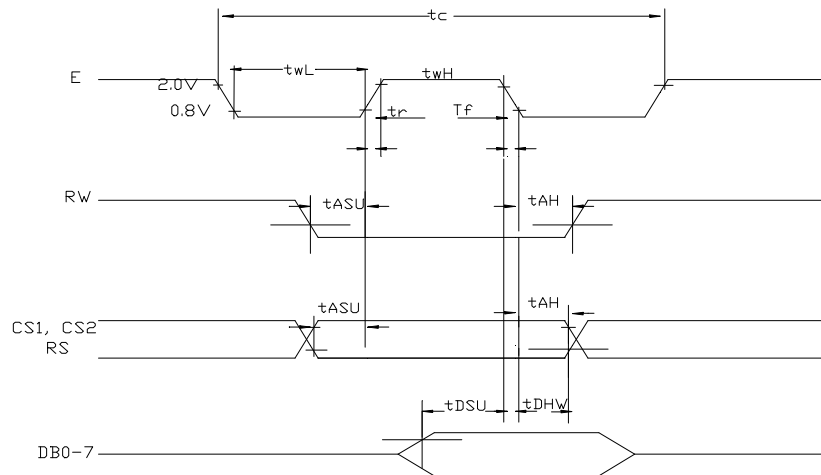 tc
E
twL
twH
2.0V
0.8V
tr
Tf
RW
tASU
tAH
tASU
tAH
CS1, CS2
RS
tDSU
tDHW
DB0-7